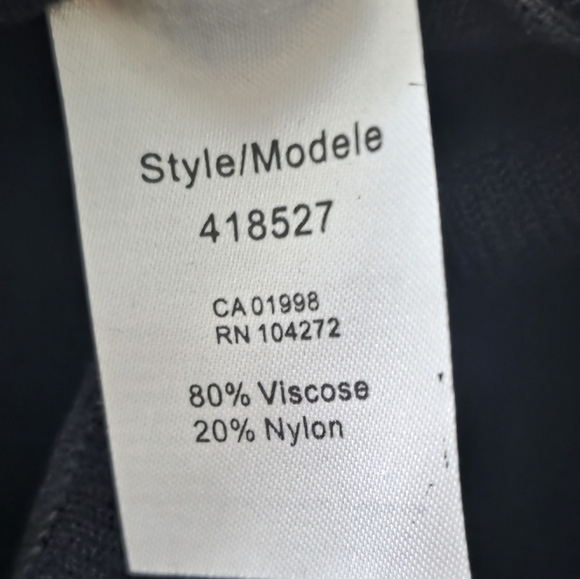 Style/Modele
418527
CA 01998
RN 104272
80% Viscose
20% Nylon